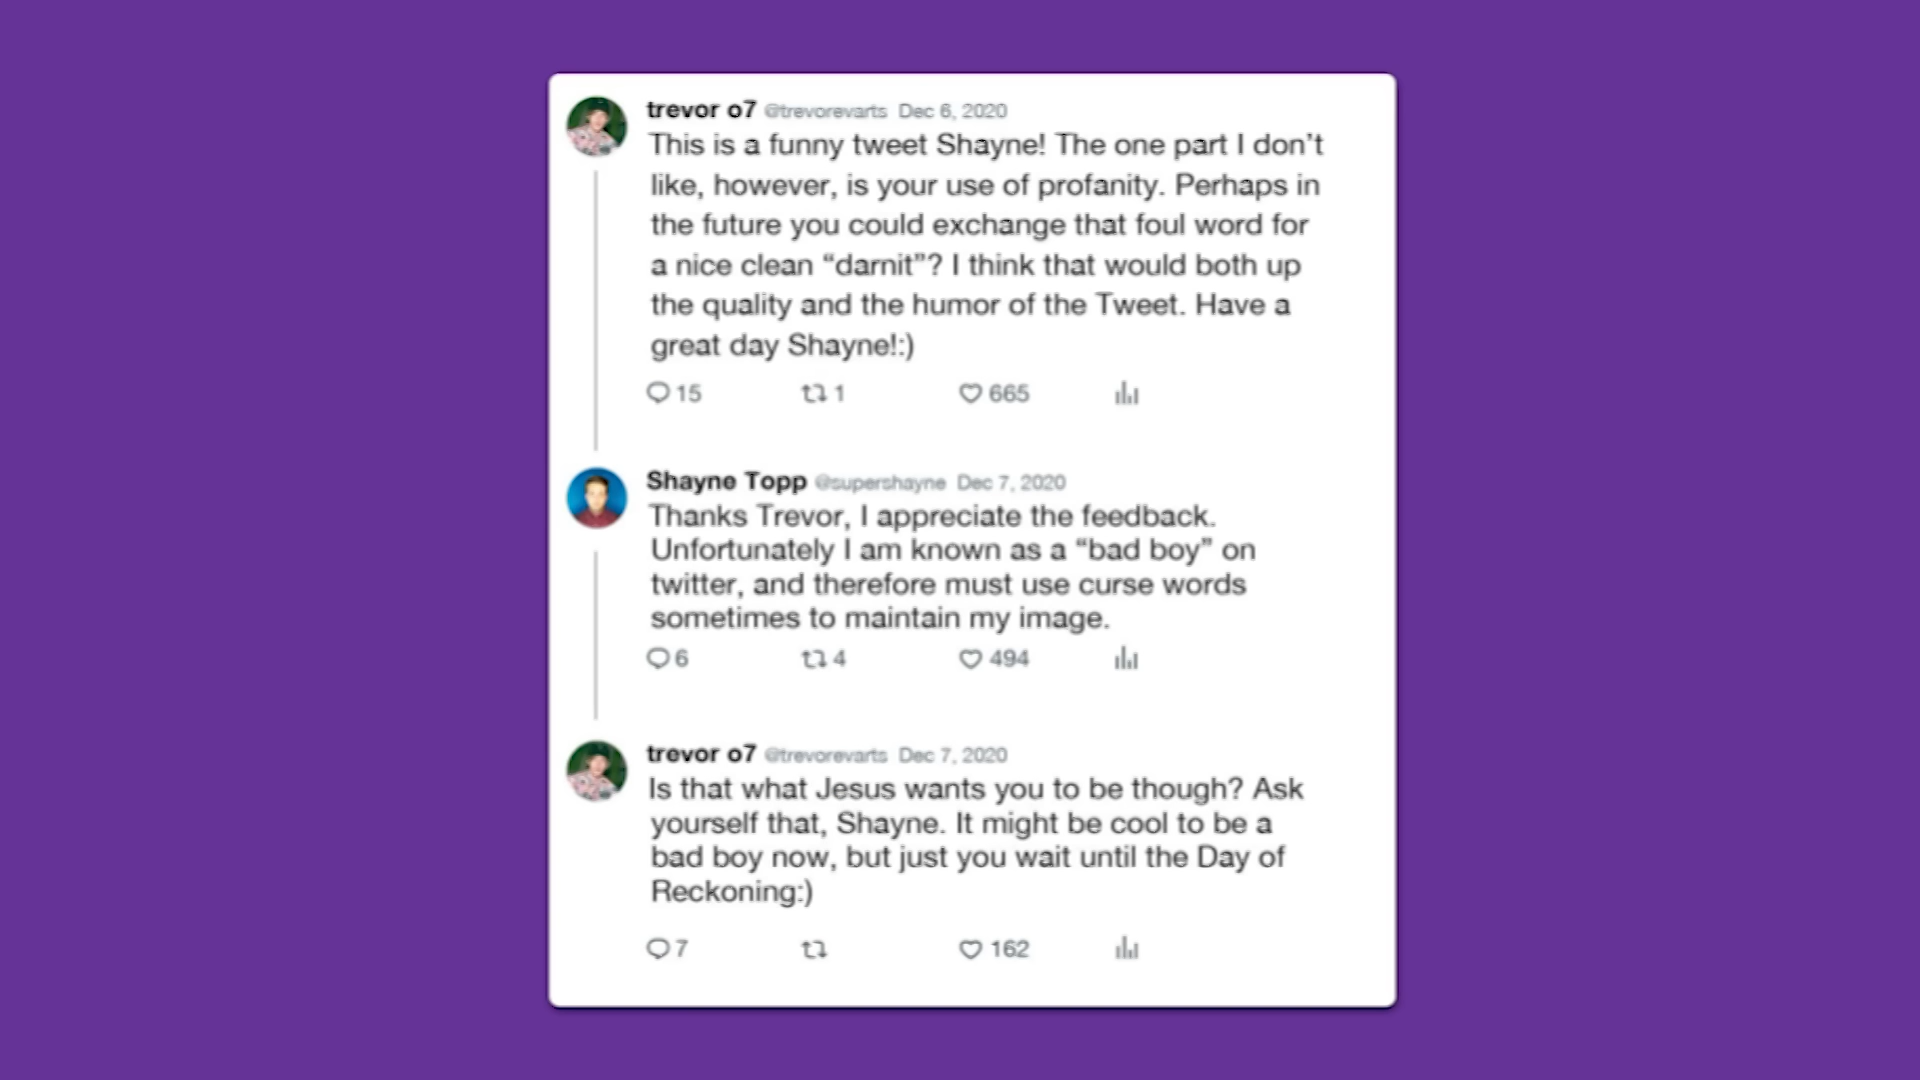 trevor o7 @trevorevarts Dec 6, 2020
This is a funny tweet Shayne! The one part I don’t
like, however, is your use of profanity. Perhaps in
the future you could exchange that foul word for
a nice clean “darnit”? I think that would both up
the quality and the humor of the Tweet. Have a
great day Shayne!:)
15 1 665
Shayne Topp @supershayne Dec 7, 2020
Thanks Trevor, I appreciate the feedback.
Unfortunately I am known as a “bad boy” on
twitter, and therefore must use curse words
sometimes to maintain my image.
6 4 494
trevor o7 @trevorevarts Dec 7, 2020
Is that what Jesus wants you to be though? Ask
yourself that, Shayne. It might be cool to be a
bad boy now, but just you wait until the Day of
Reckoning:)
7 162